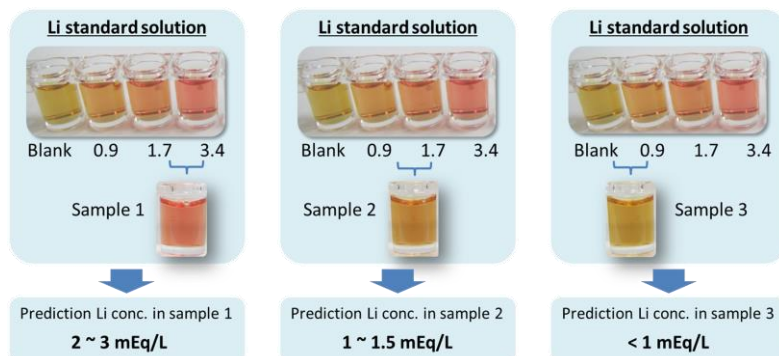 Li standard solution
Blank 0.9 1.7 3.4
Sample 1
Prediction Li conc. in sample 1
2 ~ 3 mEq/L
Li standard solution
Blank 0.9 1.7 3.4
Sample 2
Prediction Li conc. in sample 2
1 ~ 1.5 mEq/L
Li standard solution
Blank 0.9 1.7 3.4
Sample 3
Prediction Li conc. in sample 3
< 1 mEq/L